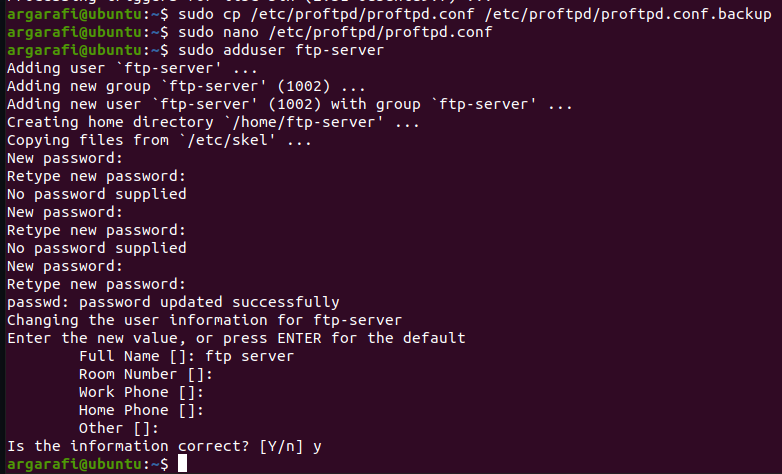 argarafi@ubuntu:~$ sudo cp /etc/proftpd/proftpd.conf /etc/proftpd/proftpd.conf.backup
argarafi@ubuntu:~$ sudo nano /etc/proftpd/proftpd.conf
argarafi@ubuntu:~$ sudo adduser ftp-server
Adding user `ftp-server' ...
Adding new group `ftp-server' (1002) ...
Adding new user `ftp-server' (1002) with group `ftp-server' ...
Creating home directory `/home/ftp-server' ...
Copying files from `/etc/skel' ...
New password:
Retype new password:
No password supplied
New password:
Retype new password:
No password supplied
New password:
Retype new password:
passwd: password updated successfully
Changing the user information for ftp-server
Enter the new value, or press ENTER for the default
Full Name []: ftp server
Room Number []:
Work Phone []:
Home Phone []:
Other []:
Is the information correct? [Y/n] y
argarafi@ubuntu:~$